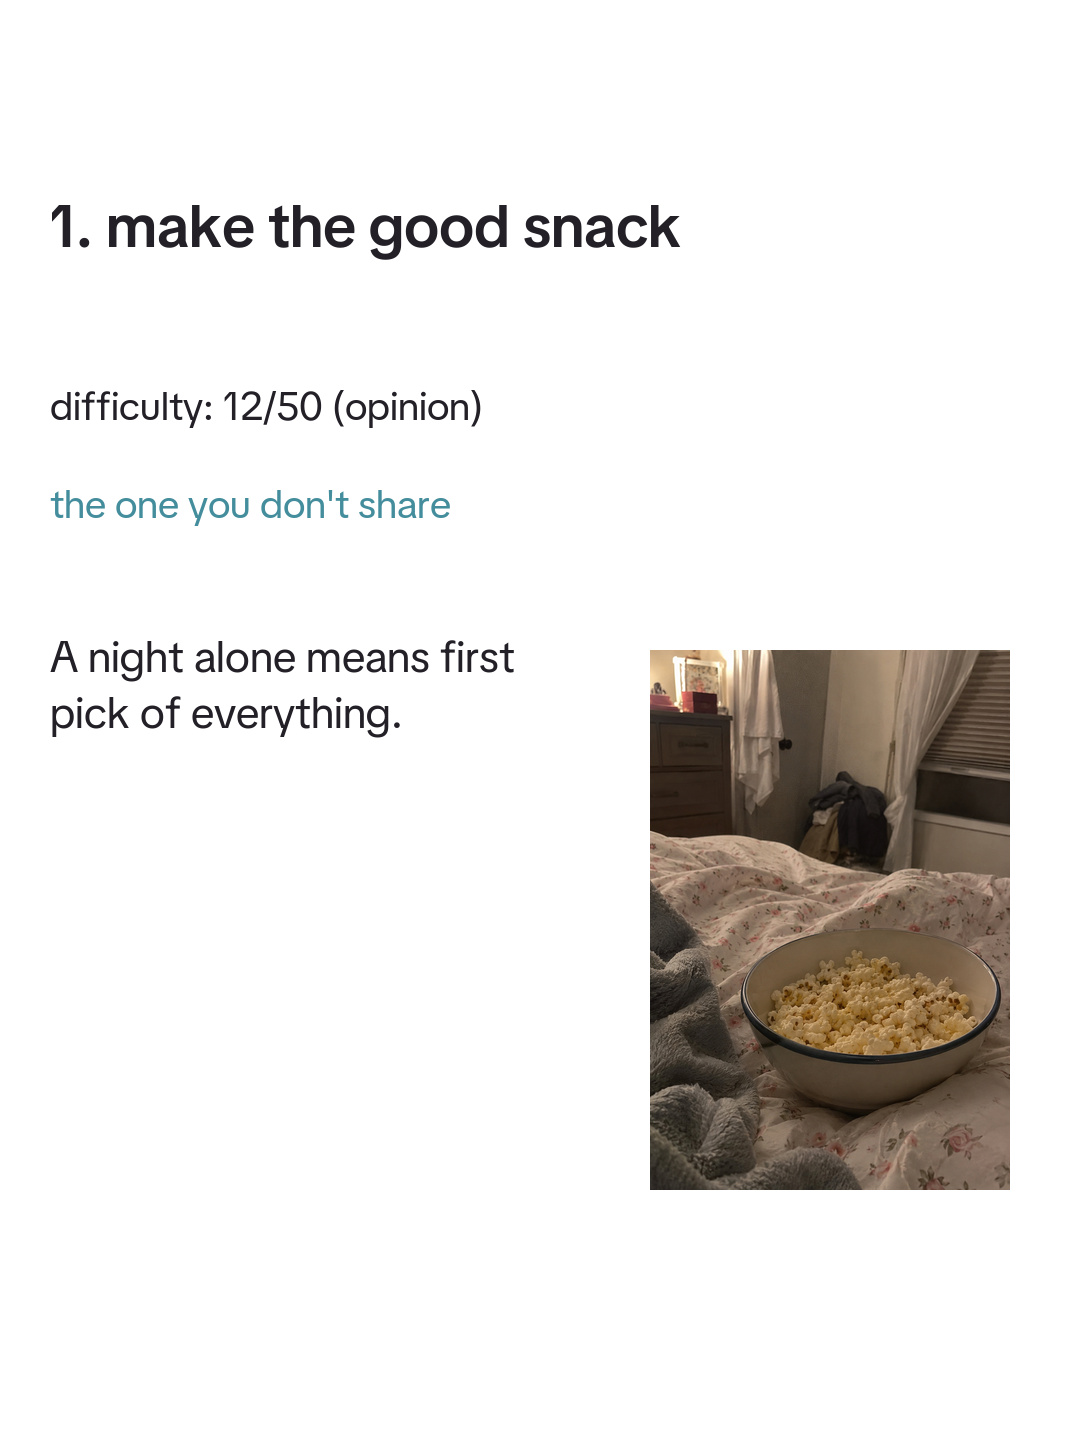 1. make the good snack
difficulty: 12/50 (opinion)
the one you don't share
A night alone means first
pick of everything.